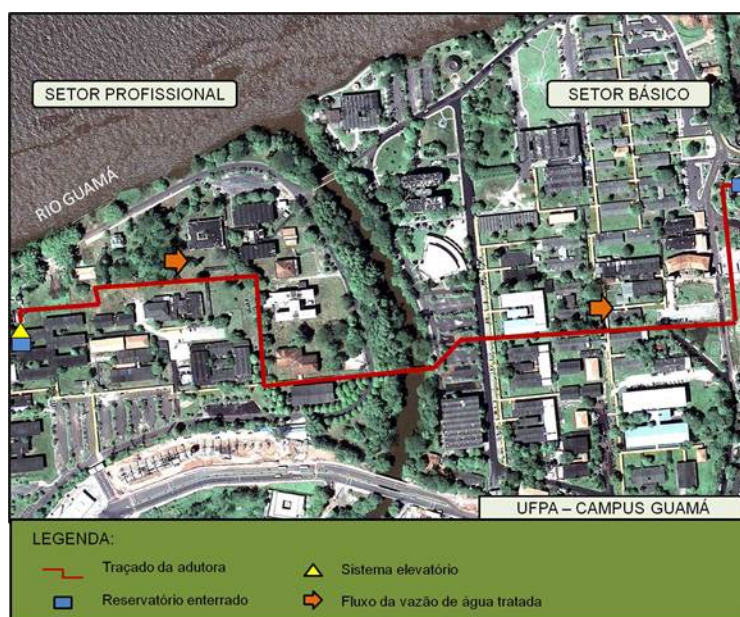 SETOR PROFISSIONAL
SETOR BÁSICO
RIO GUAMÁ
UFPA – CAMPUS GUAMÁ
LEGENDA:
Traçado da adutora
Sistema elevatório
Reservatório enterrado
Fluxo da vazão de água tratada